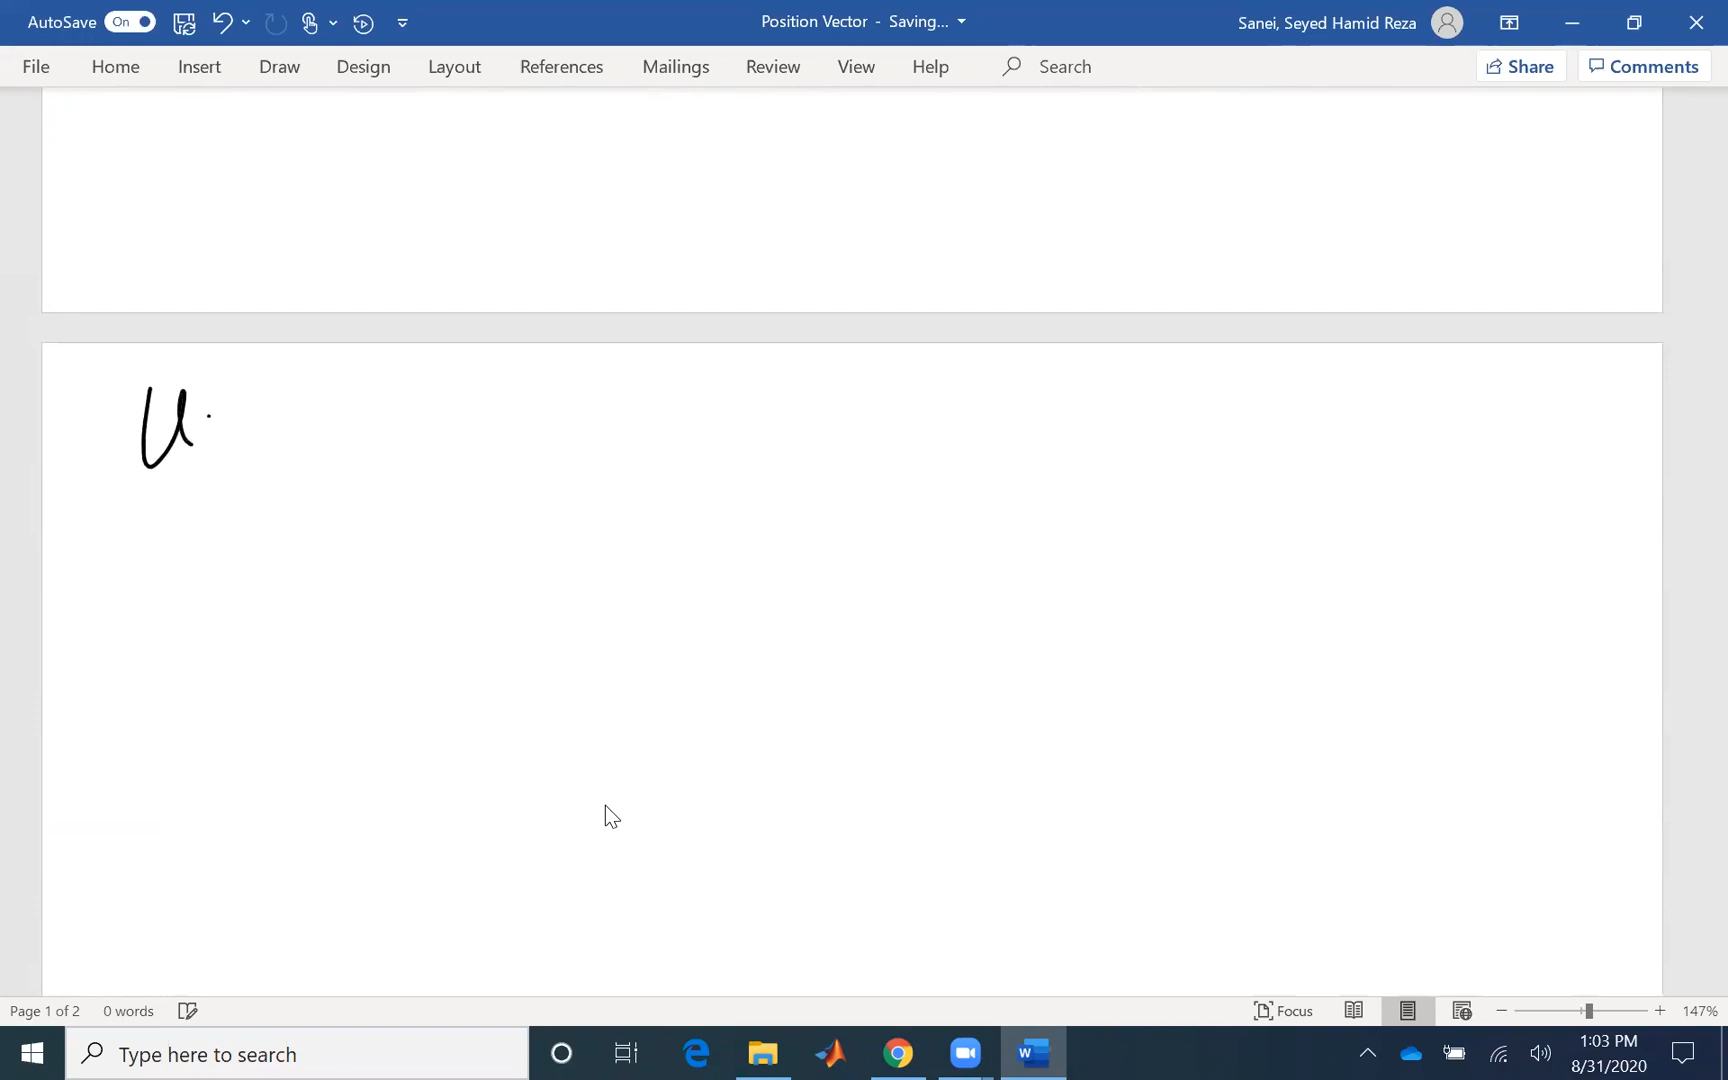 AutoSave On Position Vector - Saving... Sanei, Seyed Hamid Reza
File Home Insert Draw Design Layout References Mailings Review View Help Search Share Comments
Page 1 of 2 0 words Focus 147%
Type here to search 1:03 PM
8/31/2020